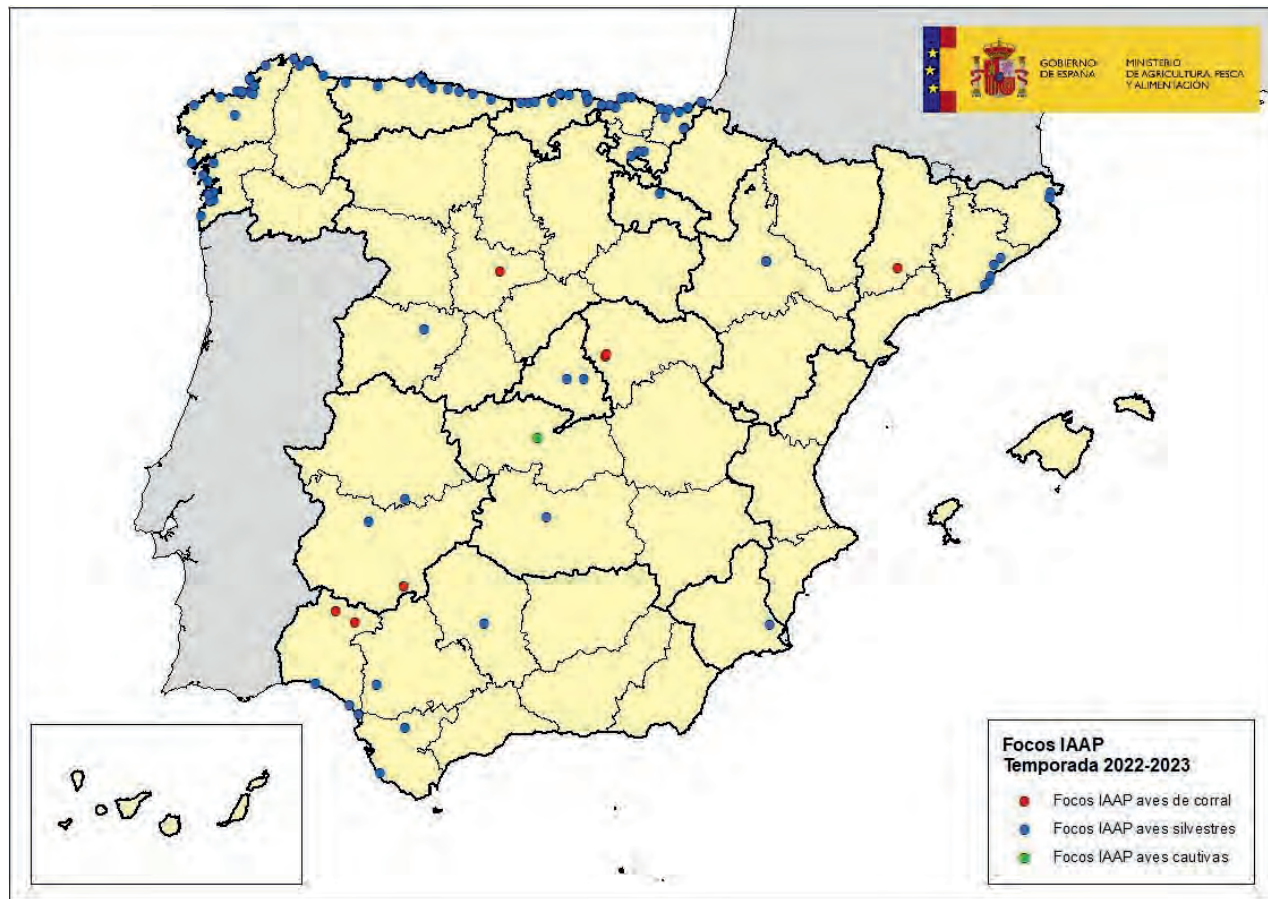 GOBIERNO
DE ESPAÑA
MINISTERIO
DE AGRICULTURA, PESCA
Y ALIMENTACIÓN
Focos IAAP
Temporada 2022-2023
Focos IAAP aves de corral
Focos IAAP aves silvestres
Focos IAAP aves cautivas